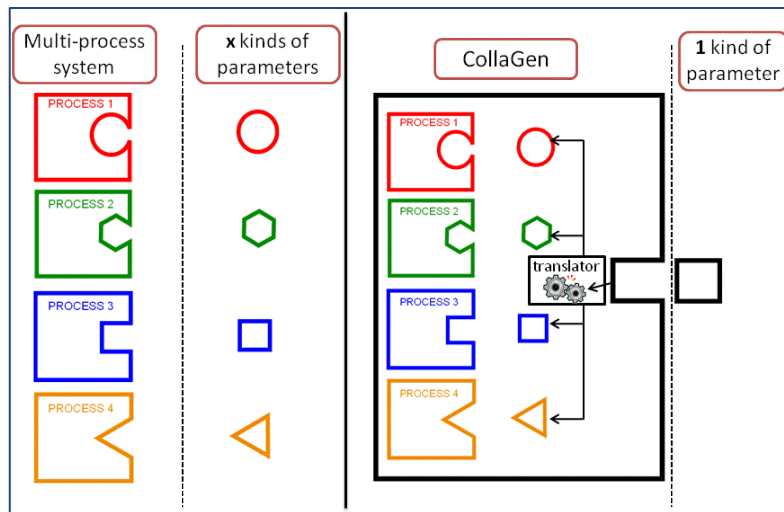 Multi-process
system
x kinds of
parameters
CollaGen
1 kind of
parameter
PROCESS 1
PROCESS 2
PROCESS 3
PROCESS 4
PROCESS 1
PROCESS 2
translator
PROCESS 3
PROCESS 4